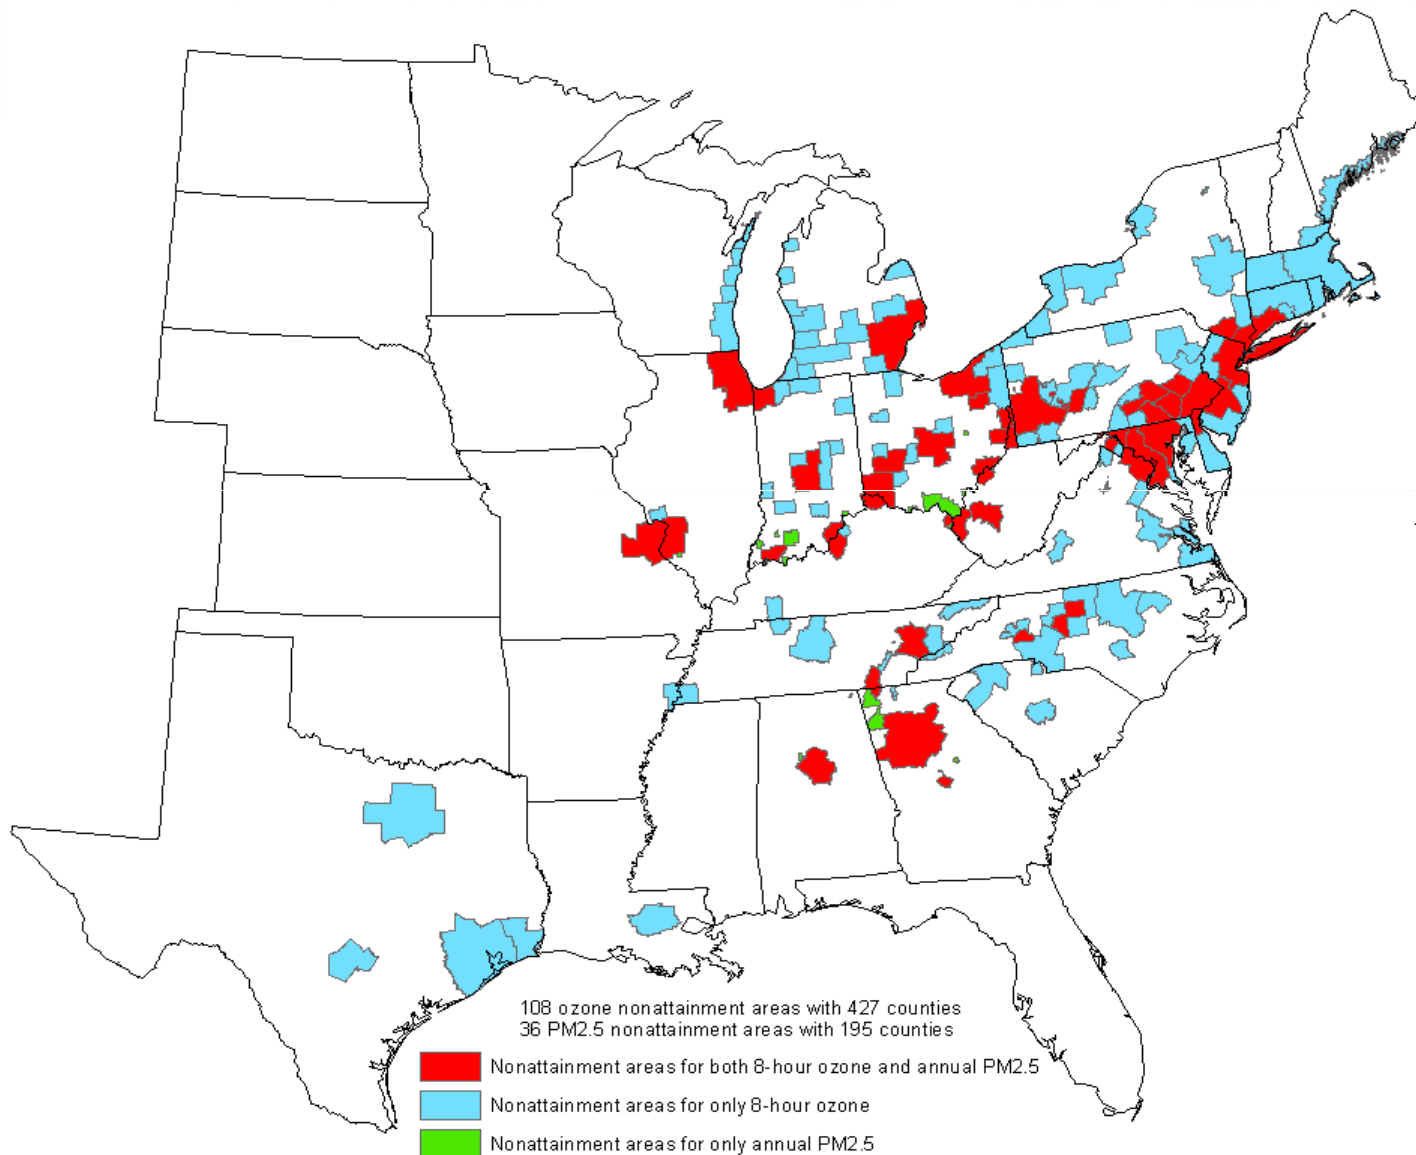 108 ozone nonattainment areas with 427 counties
36 PM2.5 nonattainment areas with 195 counties
Nonattainment areas for both 8-hour ozone and annual PM2.5
Nonattainment areas for only 8-hour ozone
Nonattainment areas for only annual PM2.5